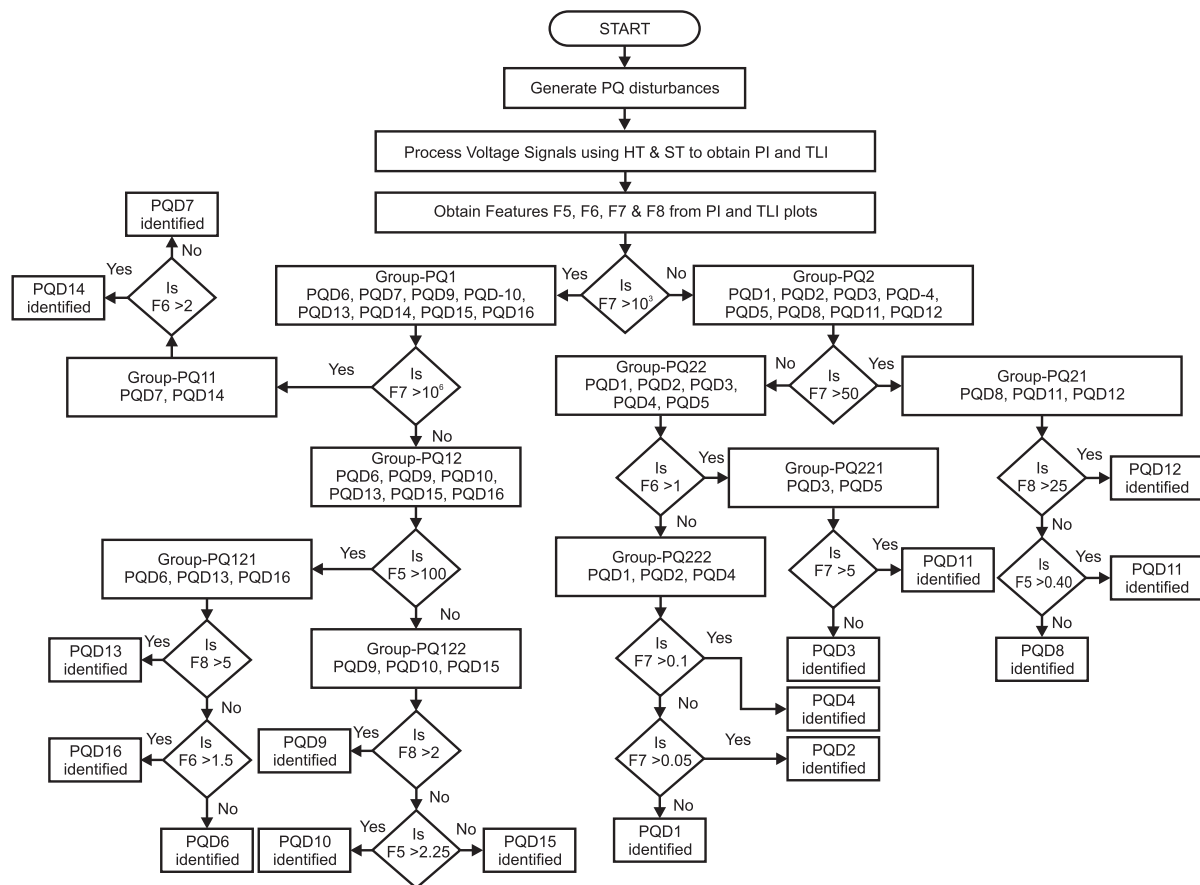 START
Generate PQ disturbances
Process Voltage Signals using HT & ST to obtain PI and TLI
Obtain Features F5, F6, F7 & F8 from PI and TLI plots
Is
F7 >10³
Yes
No
Group-PQ1
PQD6, PQD7, PQD9, PQD-10,
PQD13, PQD14, PQD15, PQD16
Group-PQ2
PQD1, PQD2, PQD3, PQD-4,
PQD5, PQD8, PQD11, PQD12
Is
F7 >10⁶
Yes
No
Group-PQ11
PQD7, PQD14
Is
F6 >2
Yes
No
PQD14
identified
PQD7
identified
Group-PQ12
PQD6, PQD9, PQD10,
PQD13, PQD15, PQD16
Is
F5 >100
Yes
No
Group-PQ121
PQD6, PQD13, PQD16
Is
F8 >5
Yes
No
PQD13
identified
Is
F6 >1.5
Yes
No
PQD16
identified
PQD6
identified
Group-PQ122
PQD9, PQD10, PQD15
Is
F8 >2
Yes
No
PQD9
identified
Is
F5 >2.25
Yes
No
PQD10
identified
PQD15
identified
Is
F7 >50
No
Yes
Group-PQ22
PQD1, PQD2, PQD3,
PQD4, PQD5
Group-PQ21
PQD8, PQD11, PQD12
Is
F6 >1
Yes
No
Group-PQ221
PQD3, PQD5
Is
F7 >5
Yes
No
PQD11
identified
PQD3
identified
Group-PQ222
PQD1, PQD2, PQD4
Is
F7 >0.1
Yes
No
PQD4
identified
Is
F7 >0.05
Yes
No
PQD2
identified
PQD1
identified
Is
F8 >25
Yes
No
PQD12
identified
Is
F5 >0.40
Yes
No
PQD11
identified
PQD8
identified